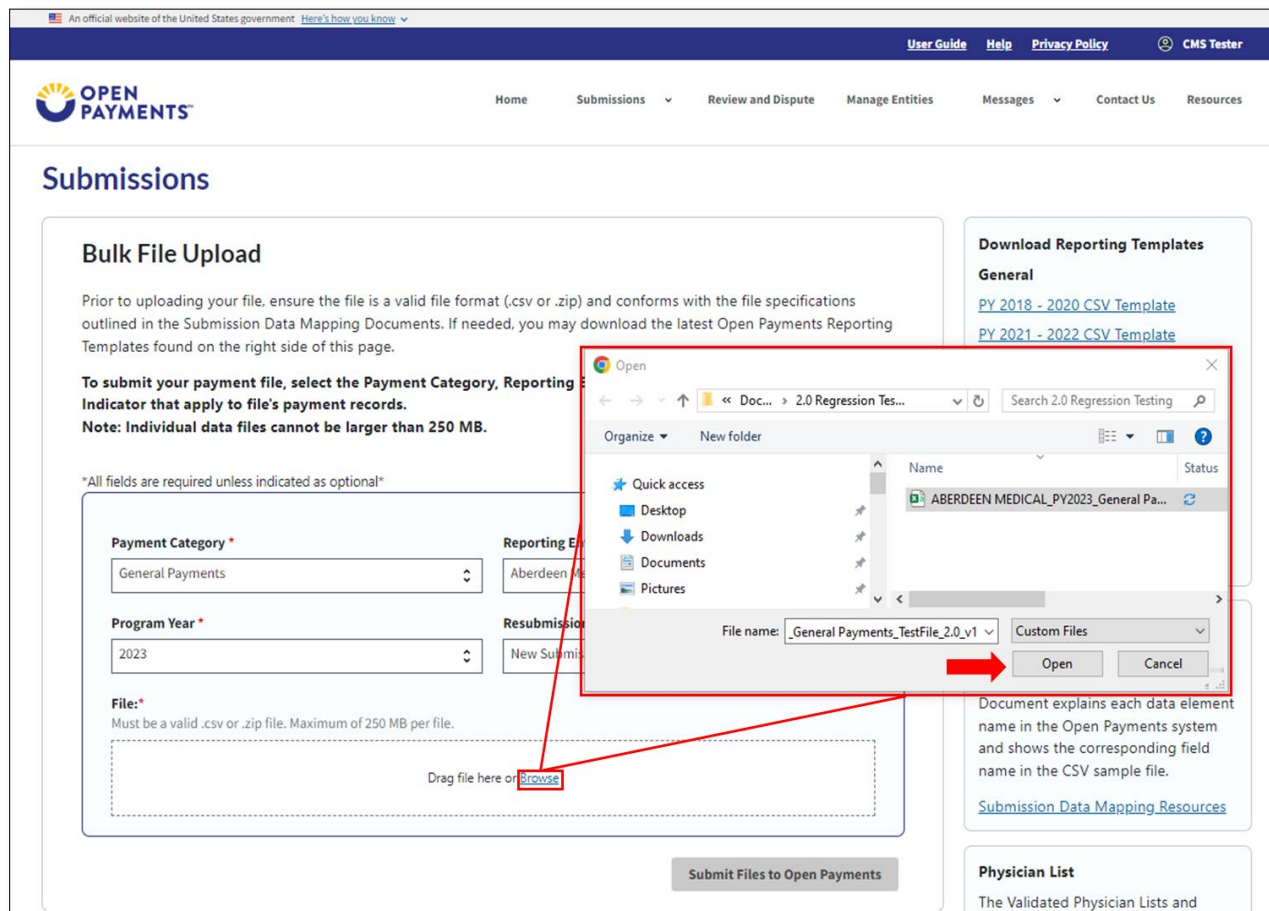 An official website of the United States government Here's how you know
User Guide Help Privacy Policy CMS Tester
OPEN PAYMENTS
Home Submissions Review and Dispute Manage Entities Messages Contact Us Resources
Submissions
Bulk File Upload
Prior to uploading your file, ensure the file is a valid file format (.csv or .zip) and conforms with the file specifications
outlined in the Submission Data Mapping Documents. If needed, you may download the latest Open Payments Reporting
Templates found on the right side of this page.
To submit your payment file, select the Payment Category, Reporting
Indicator that apply to file's payment records.
Note: Individual data files cannot be larger than 250 MB.
*All fields are required unless indicated as optional*
Payment Category *
General Payments
Reporting
Aberdeen
Program Year *
2023
Resubmission
New
File:*
Must be a valid .csv or .zip file. Maximum of 250 MB per file.
Drag file here or Browse
Submit Files to Open Payments
Open
« Doc... > 2.0 Regression Tes...
Search 2.0 Regression Testing
Organize New folder
Quick access
Desktop
Downloads
Documents
Pictures
Name Status
ABERDEEN MEDICAL_PY2023_General Pa...
File name: _General Payments_TestFile_2.0_v1
Custom Files
Open Cancel
Download Reporting Templates
General
PY 2018 - 2020 CSV Template
PY 2021 - 2022 CSV Template
Document explains each data element
name in the Open Payments system
and shows the corresponding field
name in the CSV sample file.
Submission Data Mapping Resources
Physician List
The Validated Physician Lists and